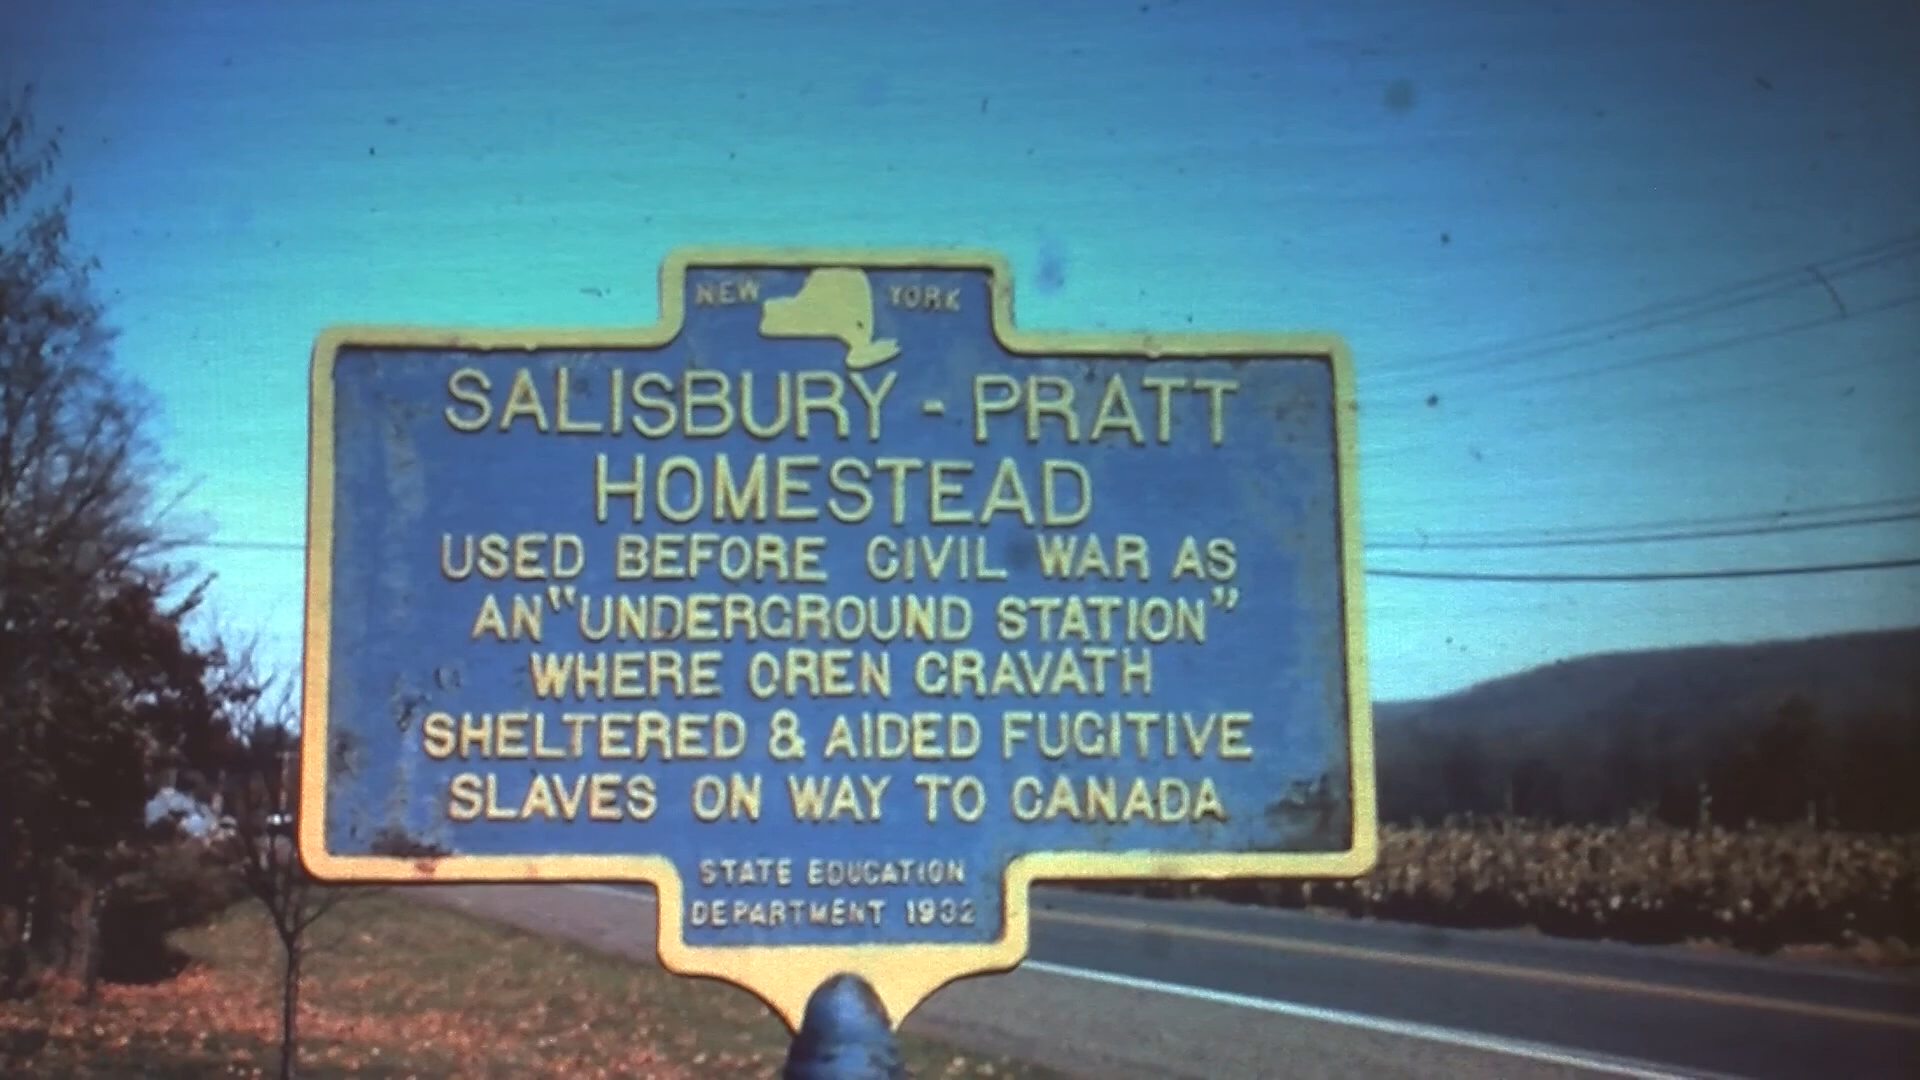 NEW YORK
SALISBURY - PRATT
HOMESTEAD
USED BEFORE CIVIL WAR AS
AN "UNDERGROUND STATION"
WHERE OREN CRAVATH
SHELTERED & AIDED FUGITIVE
SLAVES ON WAY TO CANADA
STATE EDUCATION
DEPARTMENT 1932